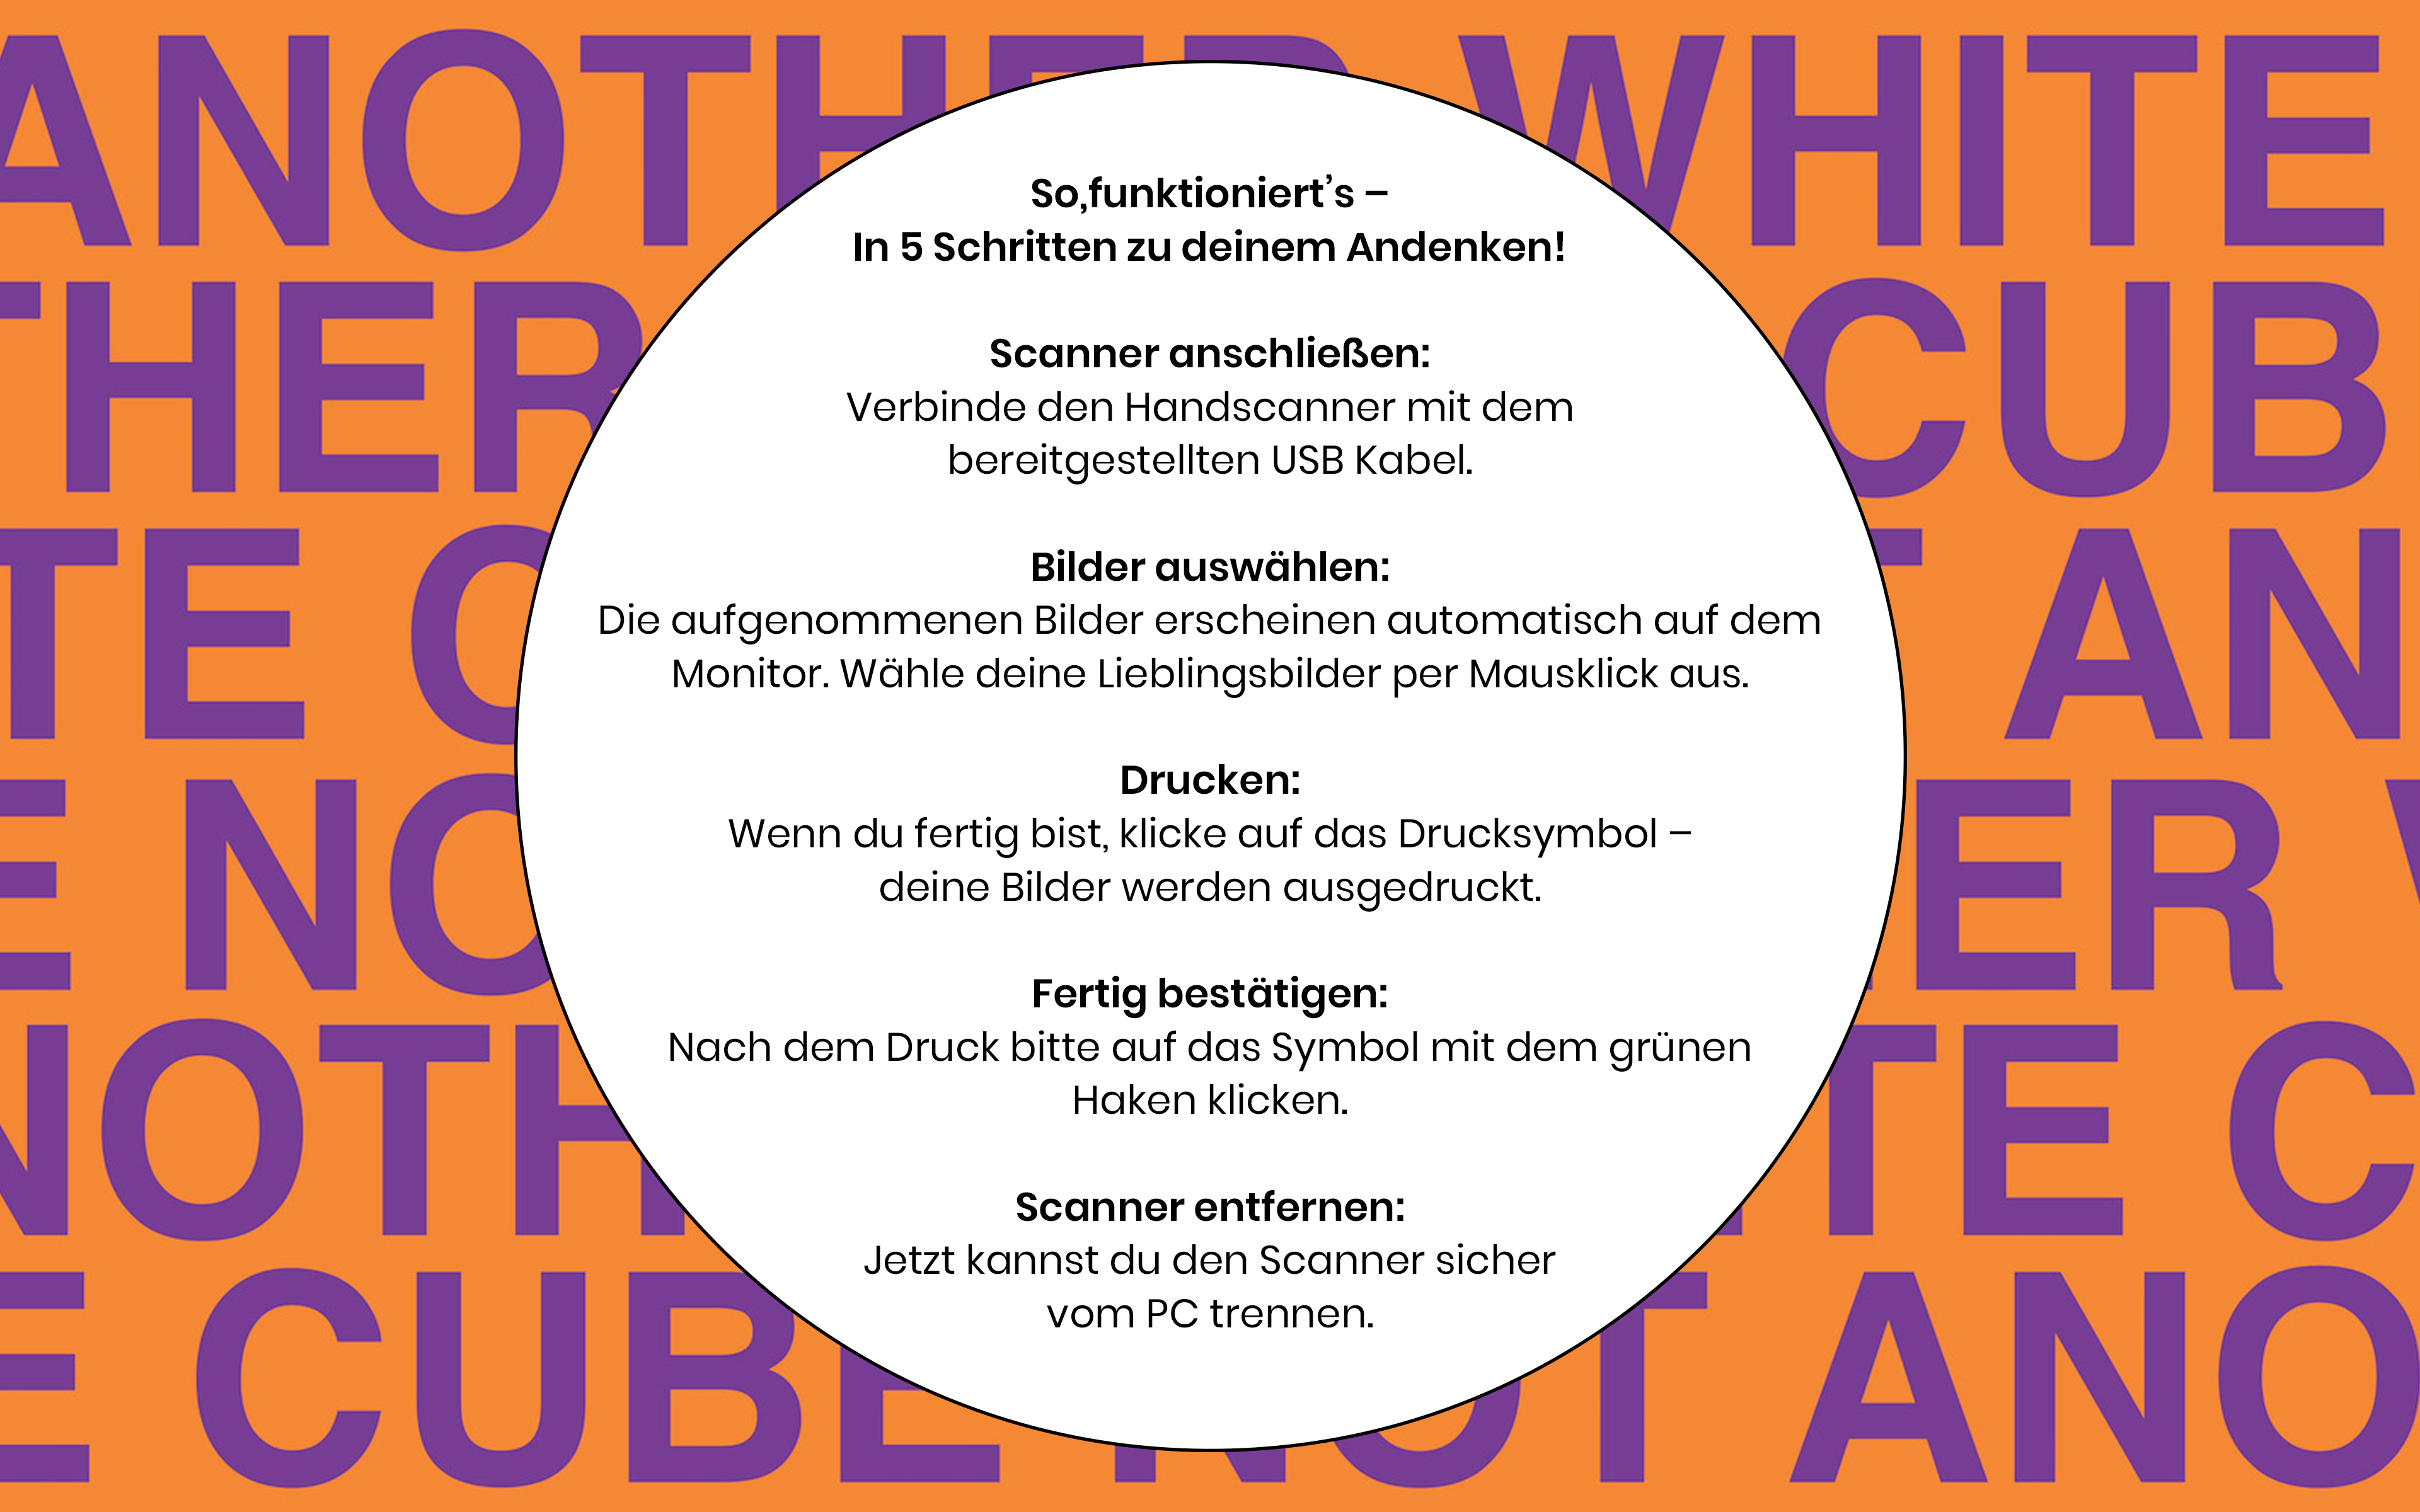 ANOTHER WHITE
THER CUB
TE C T AN
E NO ER
NOTH TE C
E CUBE NOT ANO
So,funktioniert’s –
In 5 Schritten zu deinem Andenken!
Scanner anschließen:
Verbinde den Handscanner mit dem
bereitgestellten USB Kabel.
Bilder auswählen:
Die aufgenommenen Bilder erscheinen automatisch auf dem
Monitor. Wähle deine Lieblingsbilder per Mausklick aus.
Drucken:
Wenn du fertig bist, klicke auf das Drucksymbol –
deine Bilder werden ausgedruckt.
Fertig bestätigen:
Nach dem Druck bitte auf das Symbol mit dem grünen
Haken klicken.
Scanner entfernen:
Jetzt kannst du den Scanner sicher
vom PC trennen.